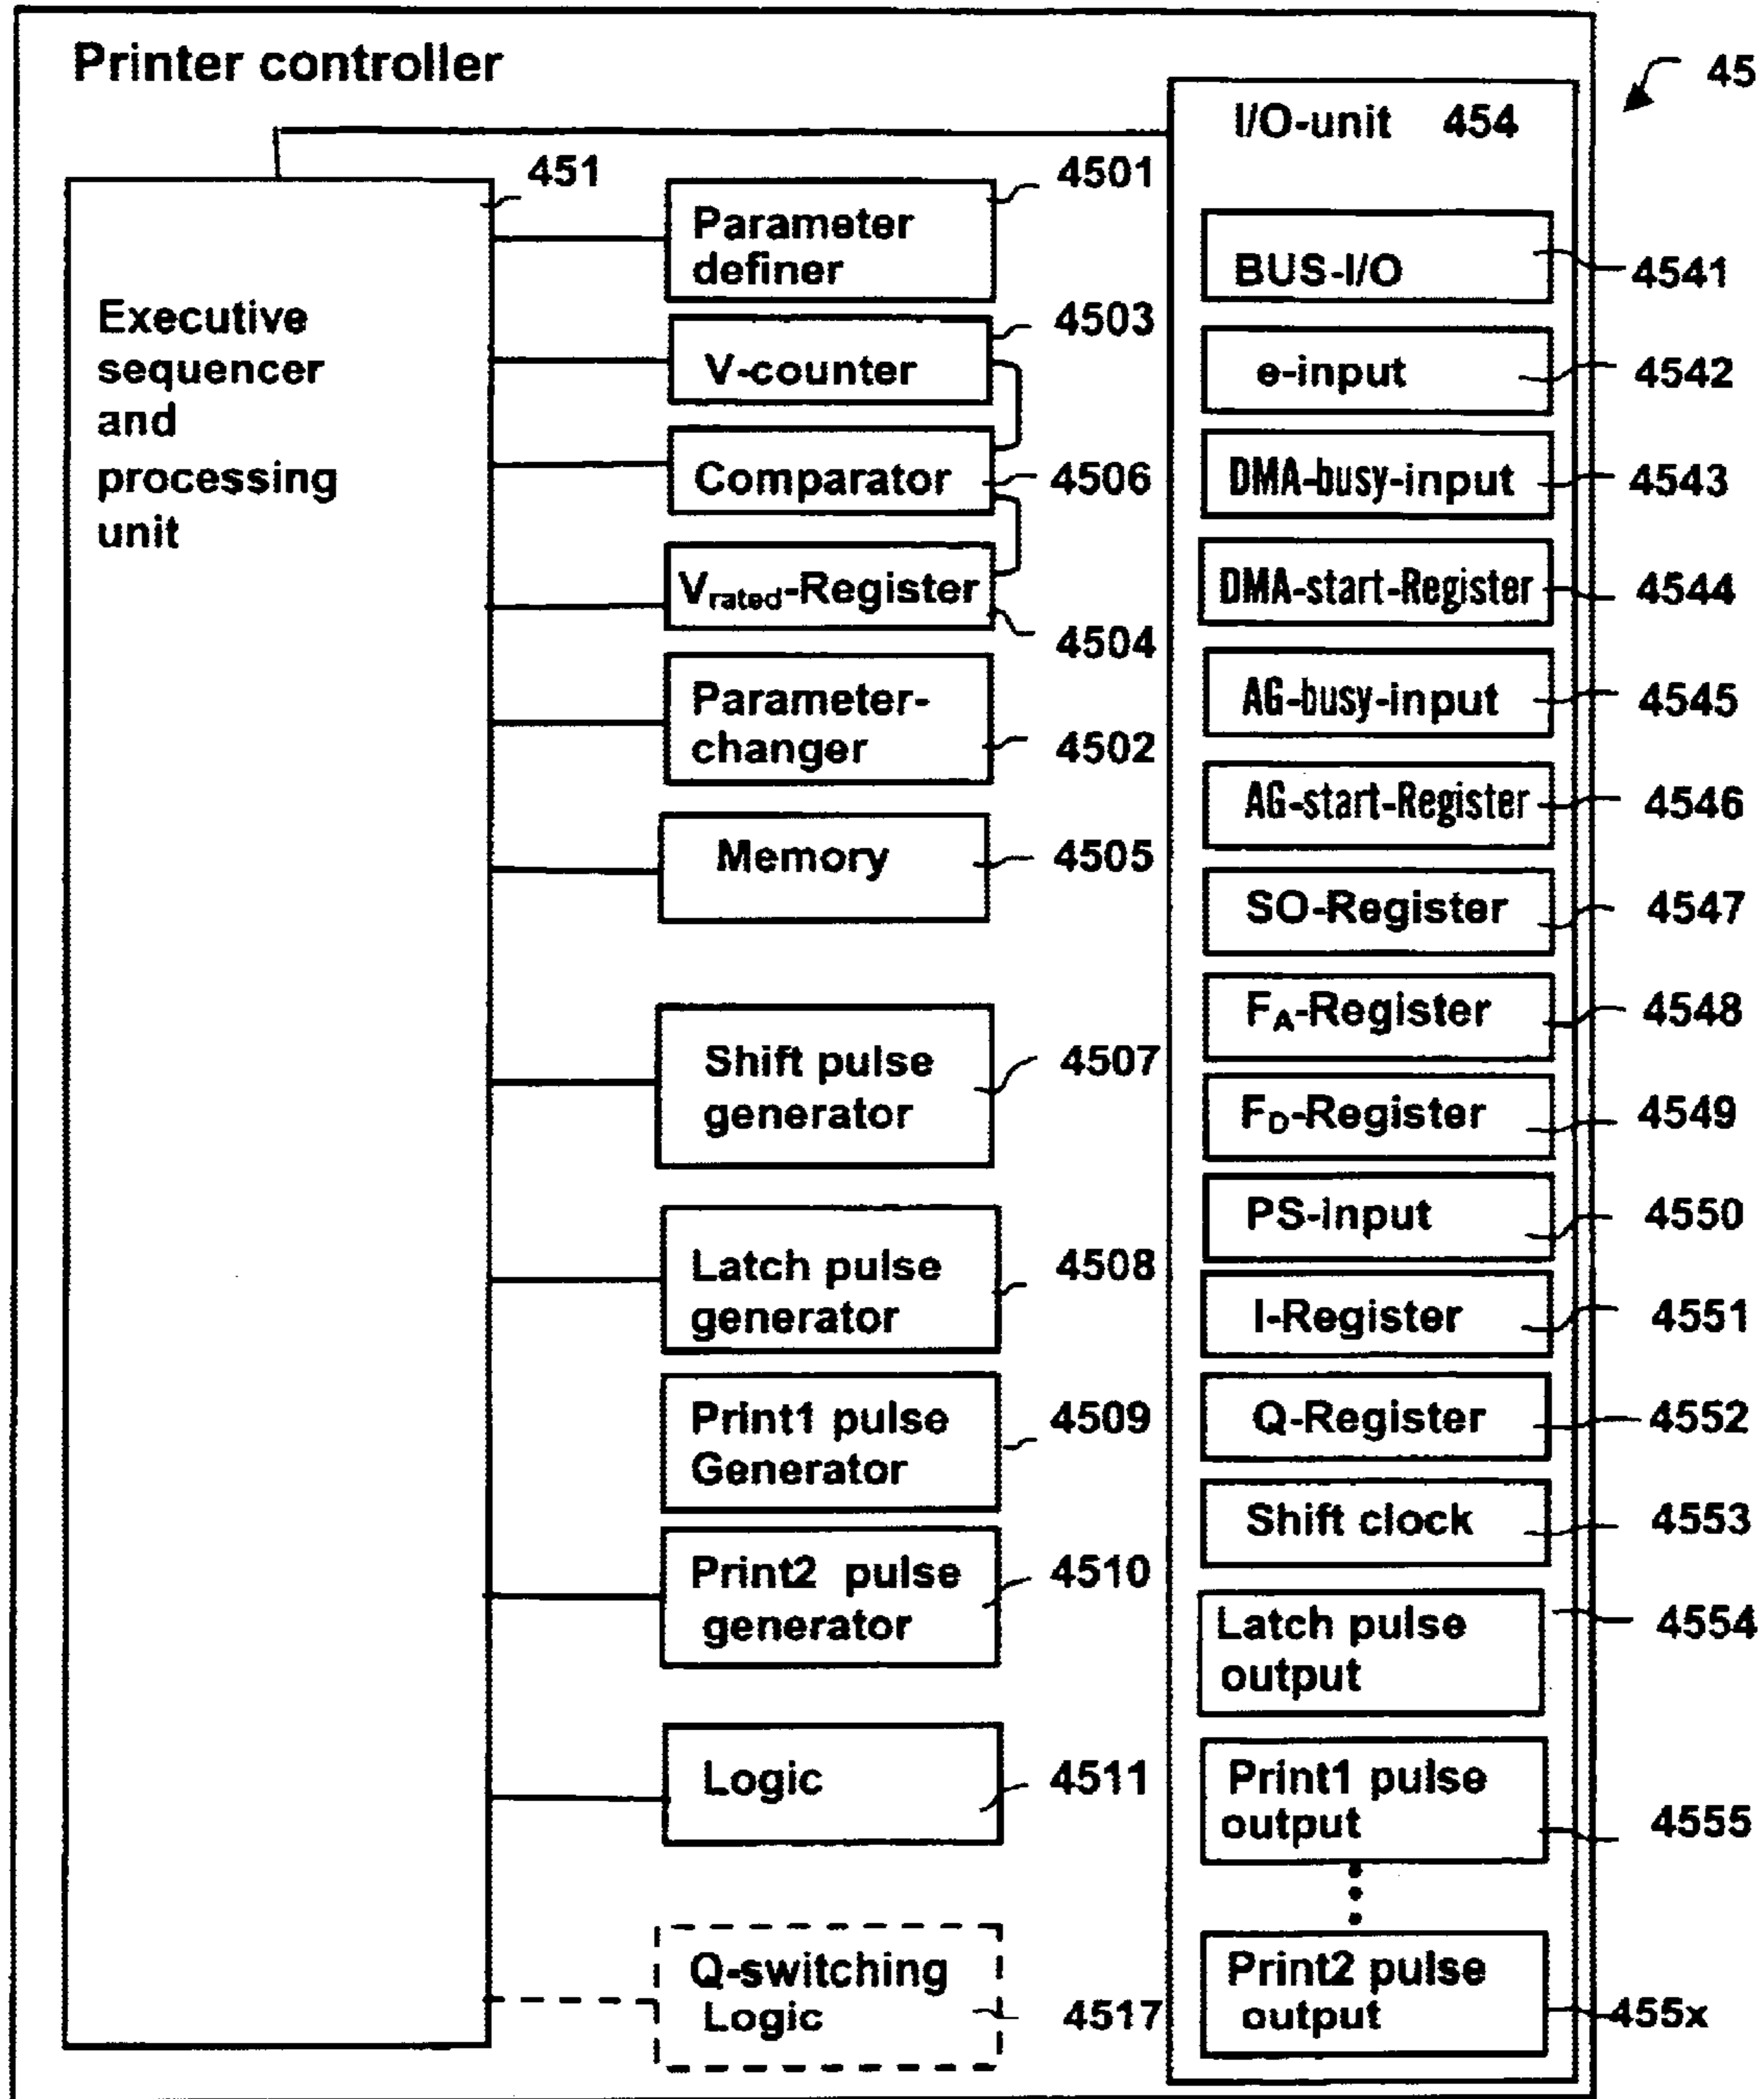 Printer controller
45
I/O-unit 454
451
Executive
sequencer
and
processing
unit
4501
Parameter
definer
4503
V-counter
Comparator
4506
Vrated-Register
4504
Parameter-
changer
4502
Memory
4505
Shift pulse
generator
4507
Latch pulse
generator
4508
Print1 pulse
Generator
4509
Print2 pulse
generator
4510
Logic
4511
Q-switching
Logic
4517
BUS-I/O
4541
e-input
4542
DMA-busy-input
4543
DMA-start-Register
4544
AG-busy-input
4545
AG-start-Register
4546
SO-Register
4547
FA-Register
4548
FD-Register
4549
PS-input
4550
I-Register
4551
Q-Register
4552
Shift clock
4553
Latch pulse
output
4554
Print1 pulse
output
4555
Print2 pulse
output
455x